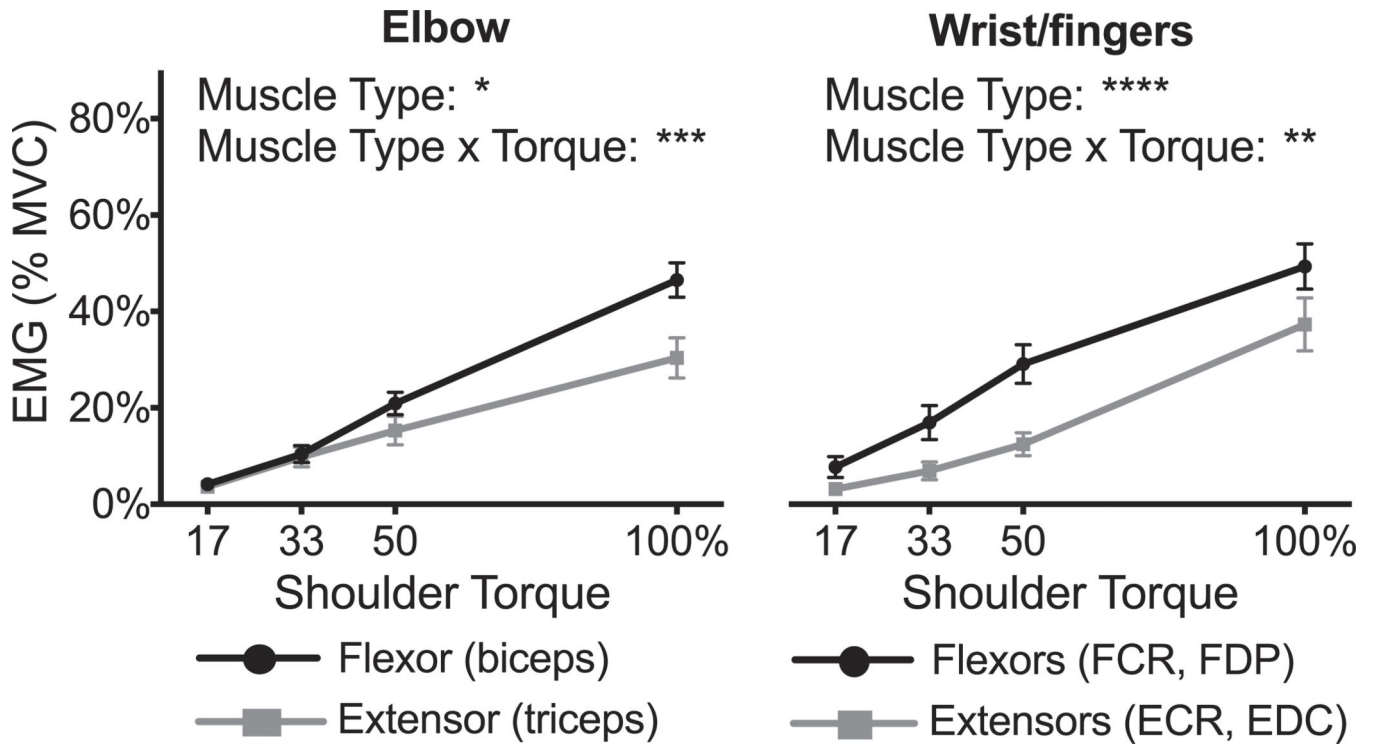 Elbow
Muscle Type: *
Muscle Type x Torque: ***
EMG (% MVC)
80%
60%
40%
20%
0%
17 33 50 100%
Shoulder Torque
Flexor (biceps)
Extensor (triceps)
Wrist/fingers
Muscle Type: ****
Muscle Type x Torque: **
17 33 50 100%
Shoulder Torque
Flexors (FCR, FDP)
Extensors (ECR, EDC)